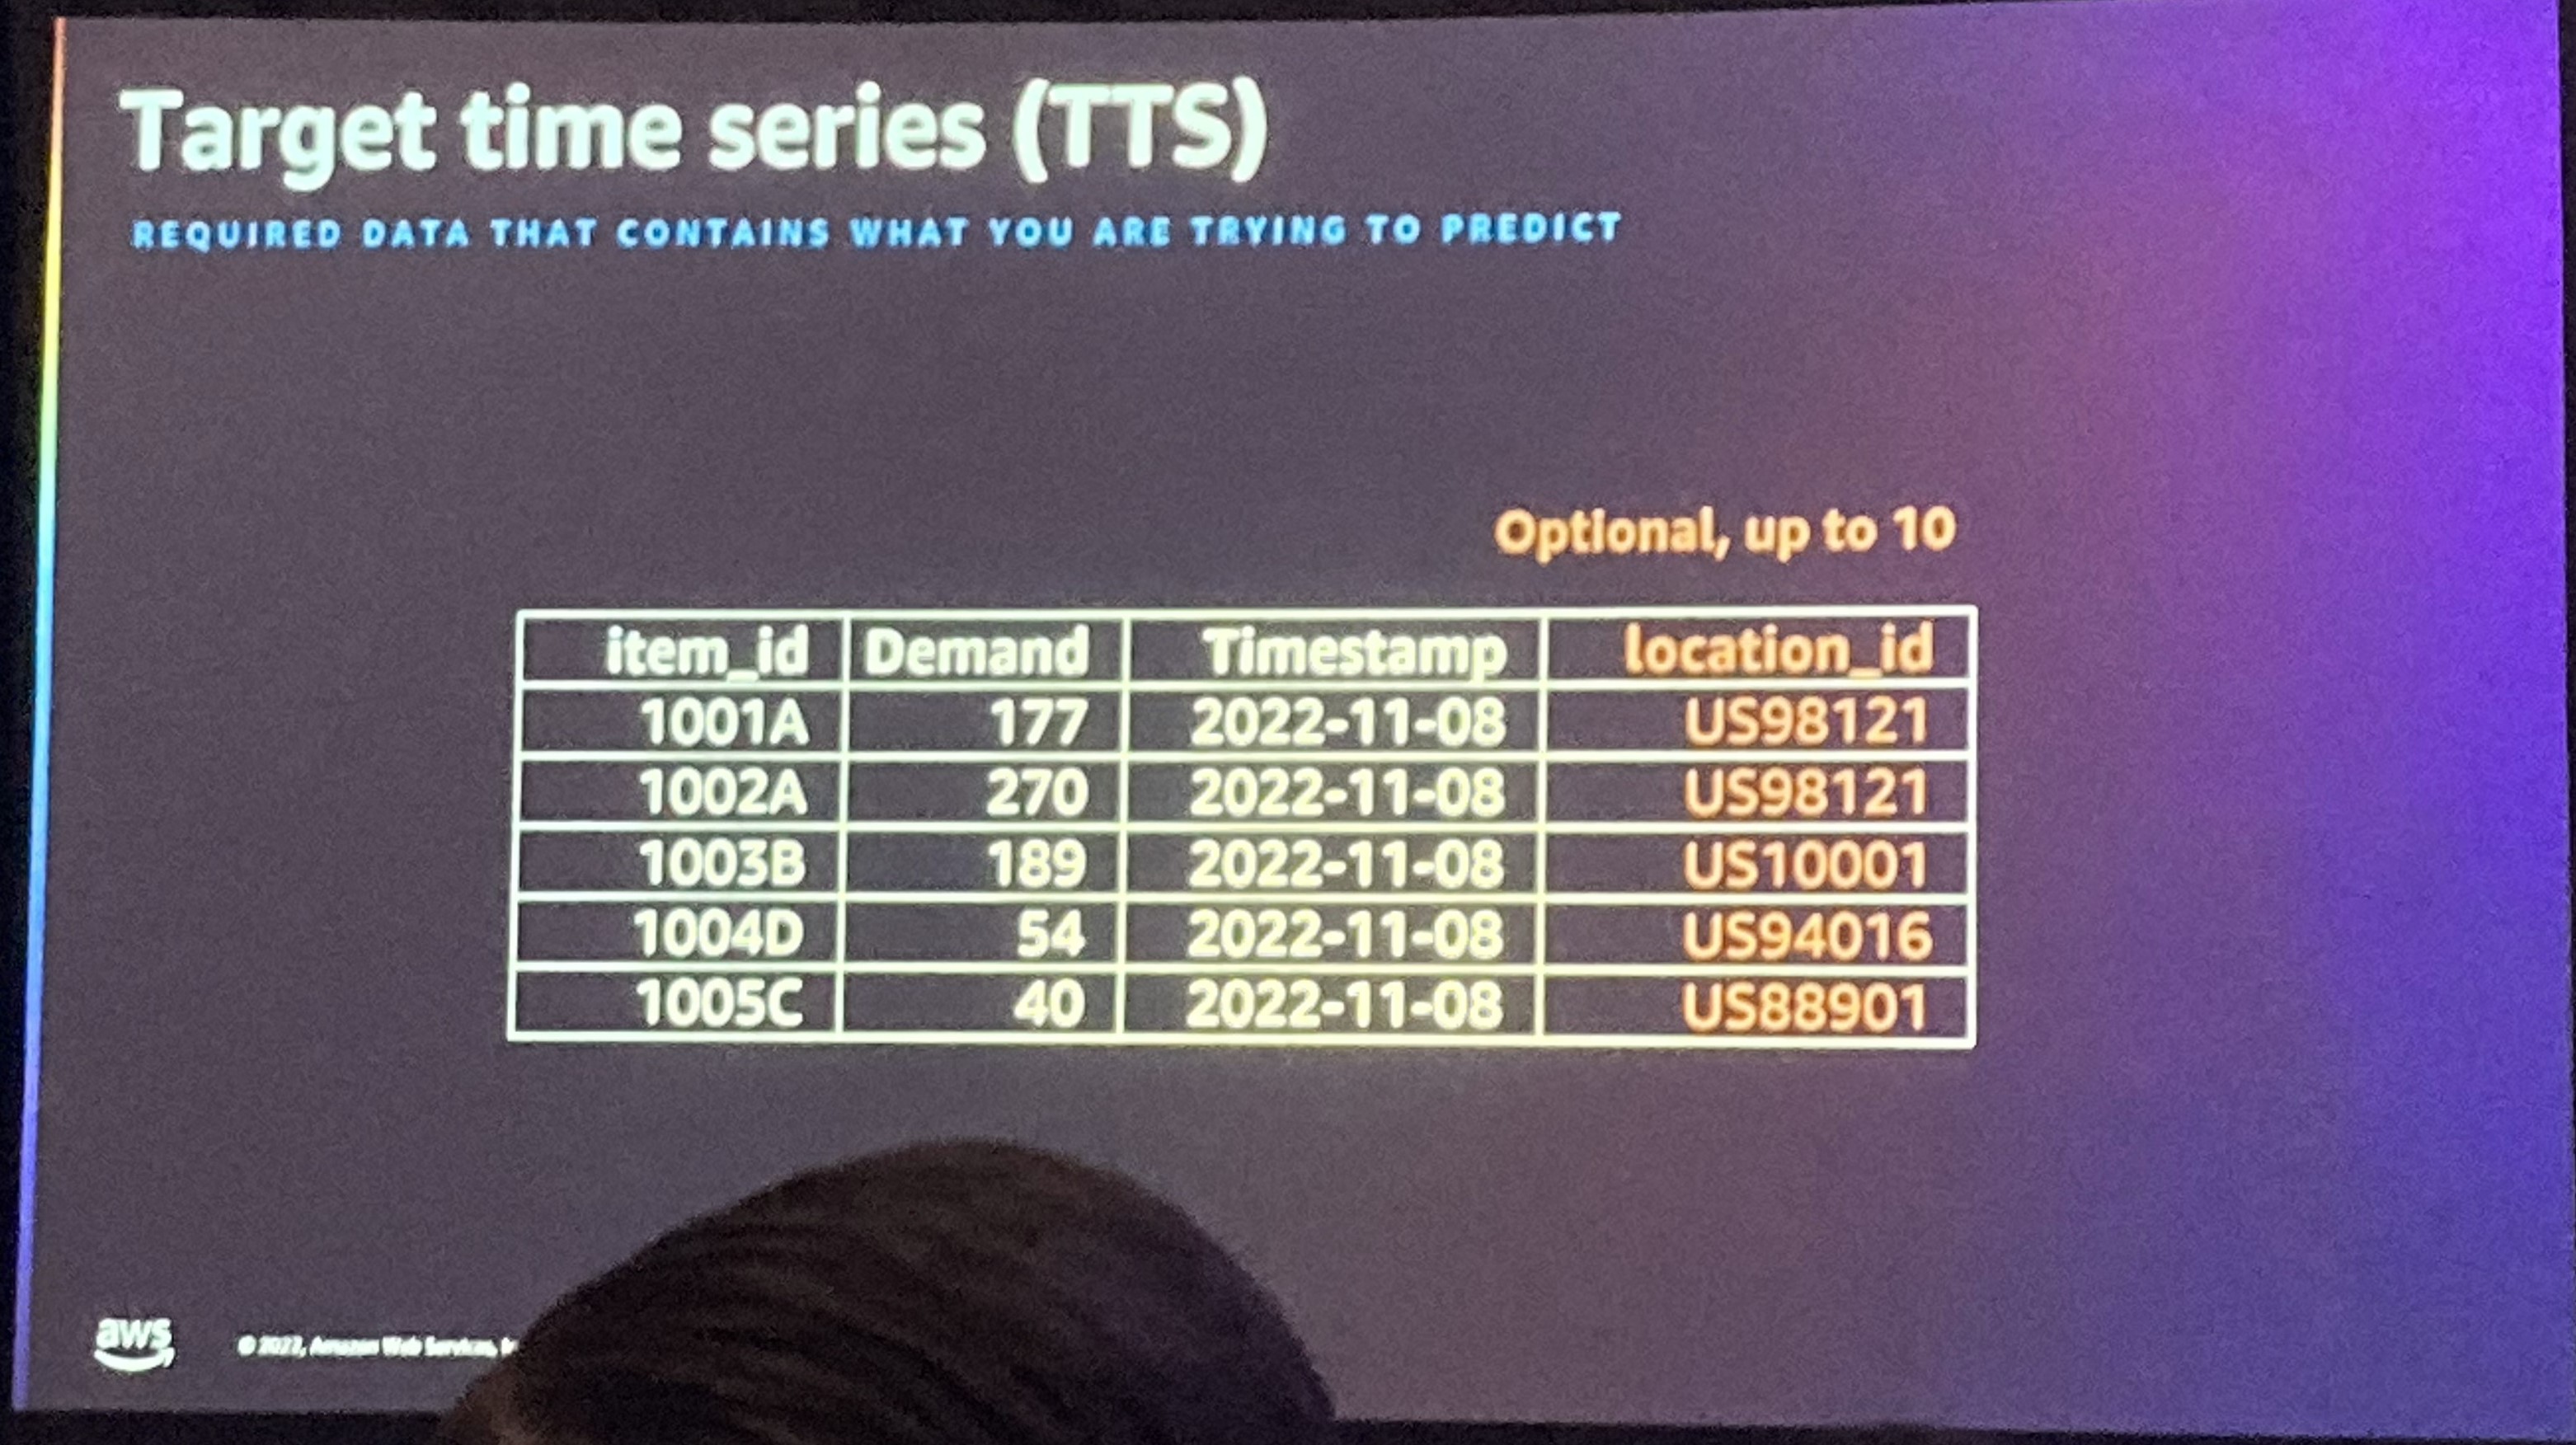 Target time series (TTS)
REQUIRED DATA THAT CONTAINS WHAT YOU ARE TRYING TO PREDICT
Optional, up to 10
item_id Demand Timestamp location_id
1001A 177 2022-11-08 US98121
1002A 270 2022-11-08 US98121
1003B 189 2022-11-08 US10001
1004D 54 2022-11-08 US94016
1005C 40 2022-11-08 US88901
aws
© 2022, Amazon Web Services,